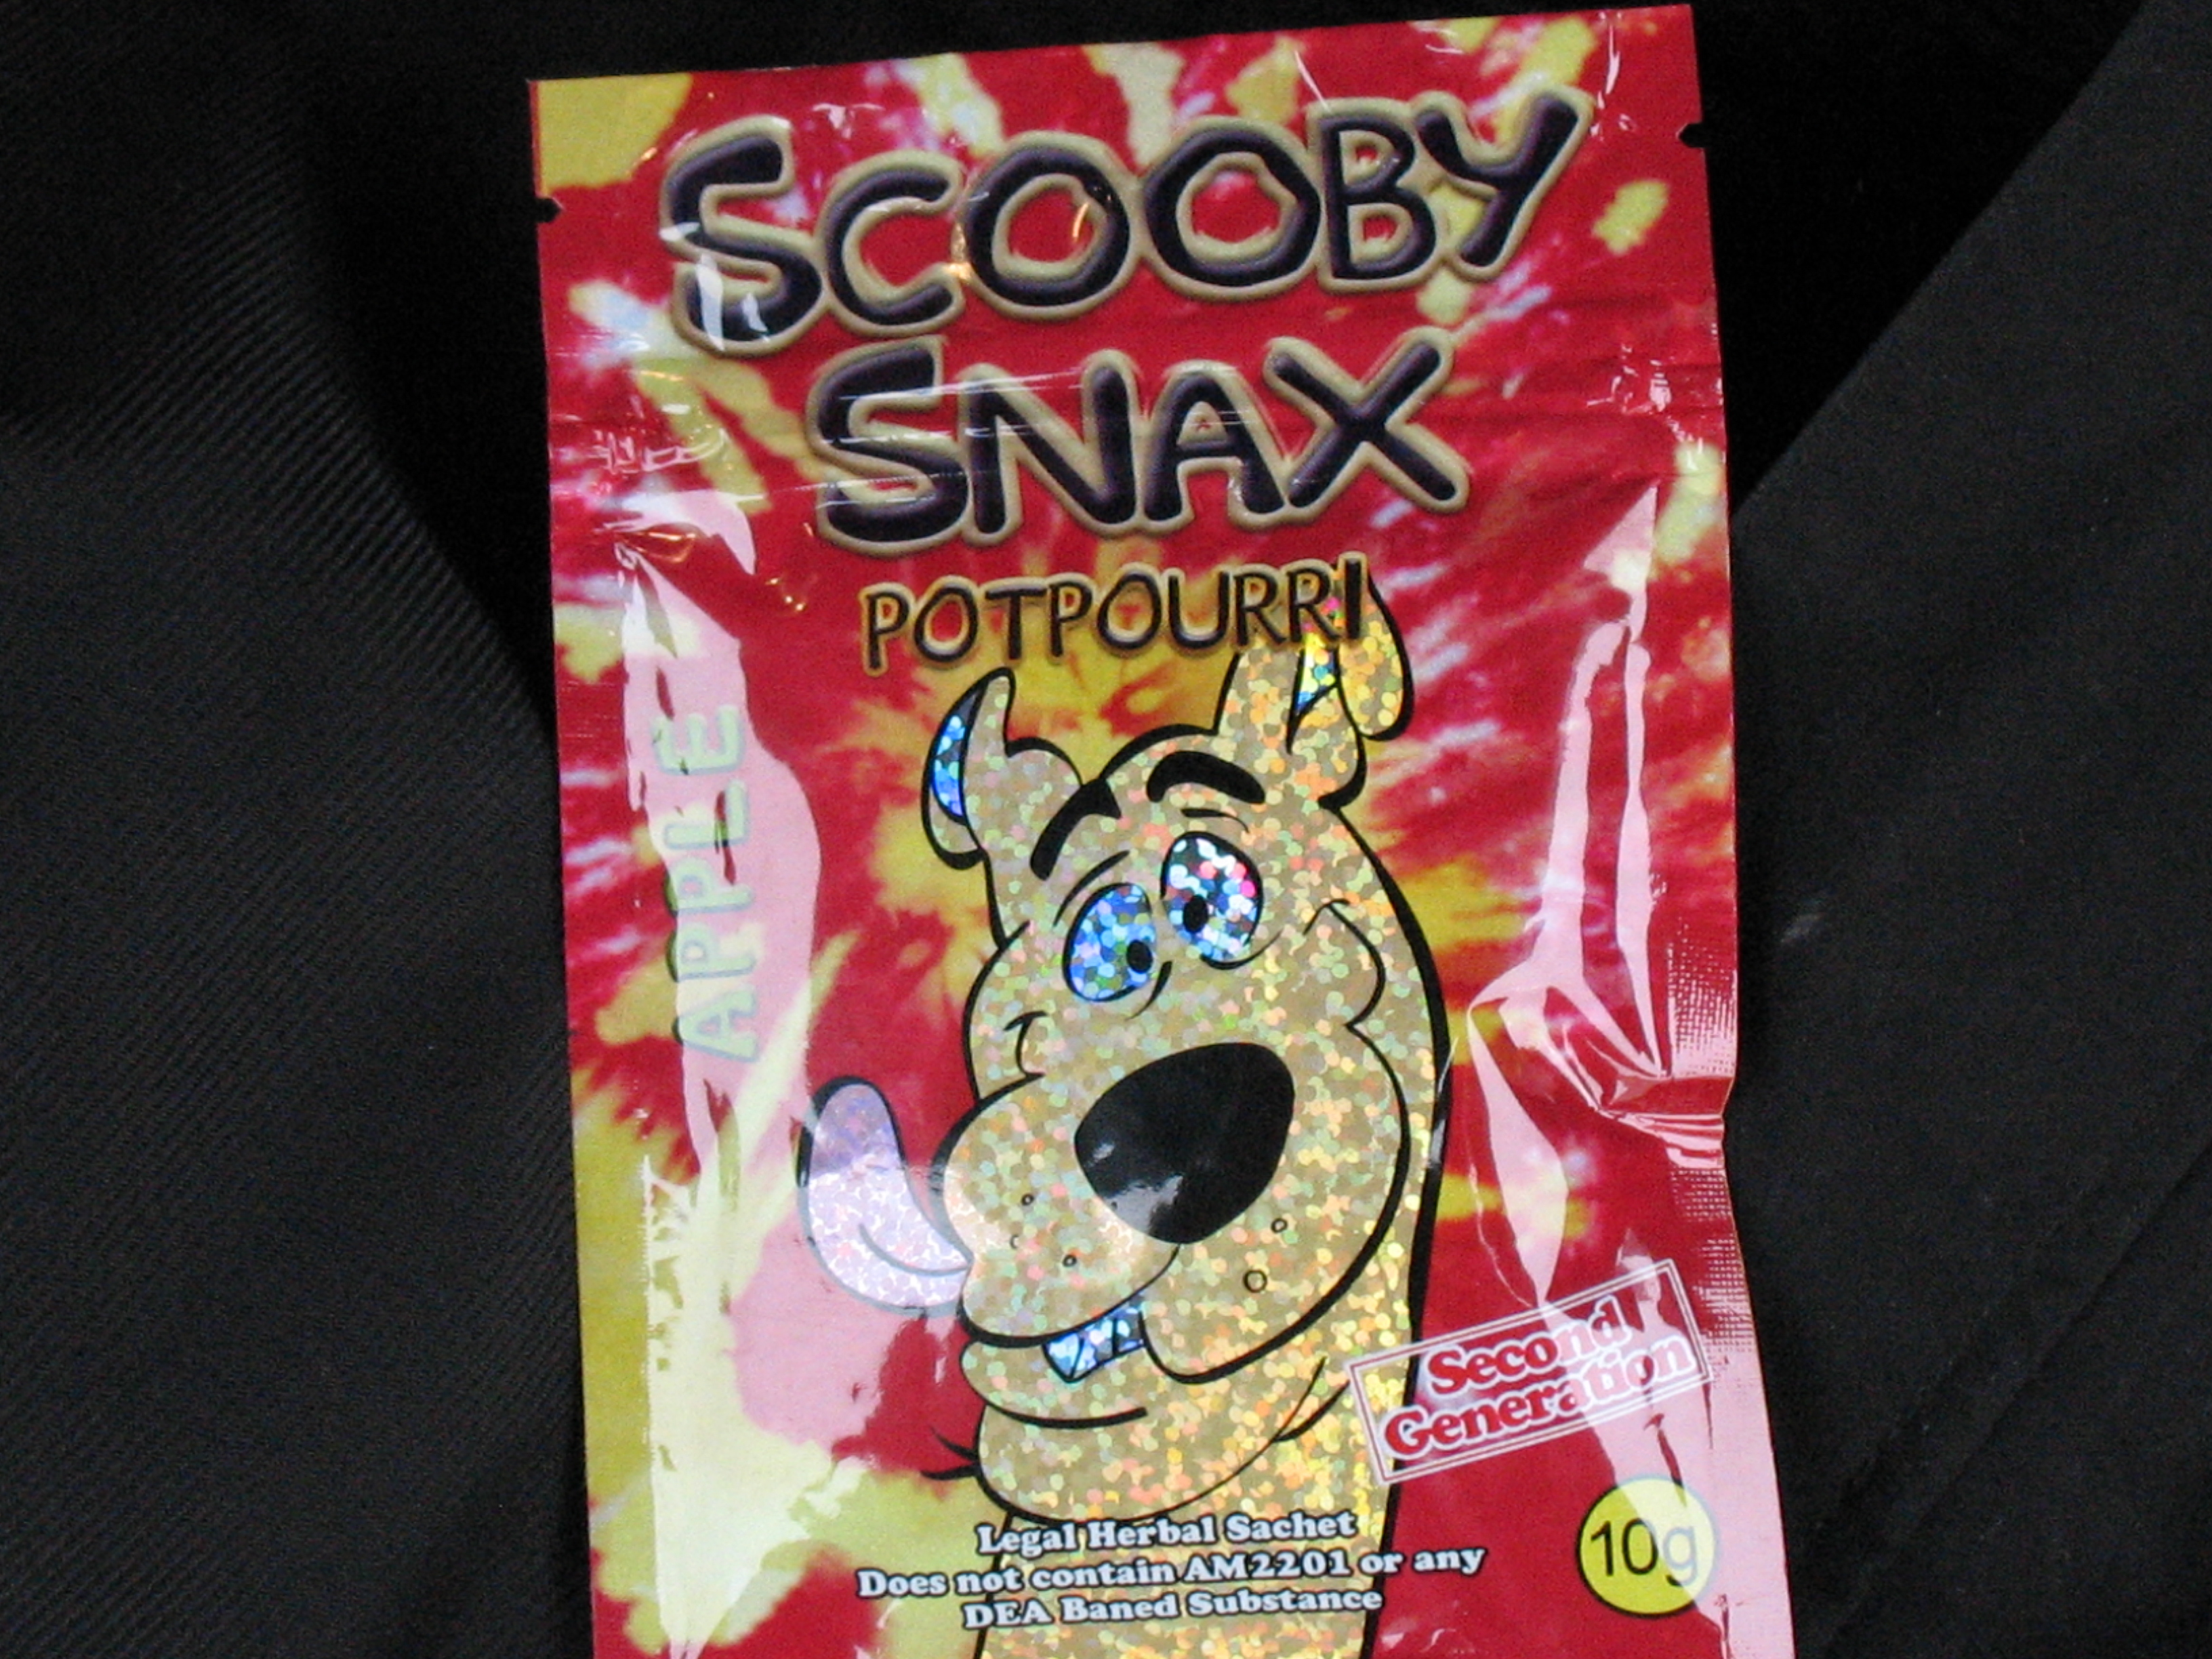 SCOOBY
SNAX
POTPOURRI
APPLE
Second
Generation
10g
Legal Herbal Sachet
Does not contain AM2201 or any
DEA Baned Substance